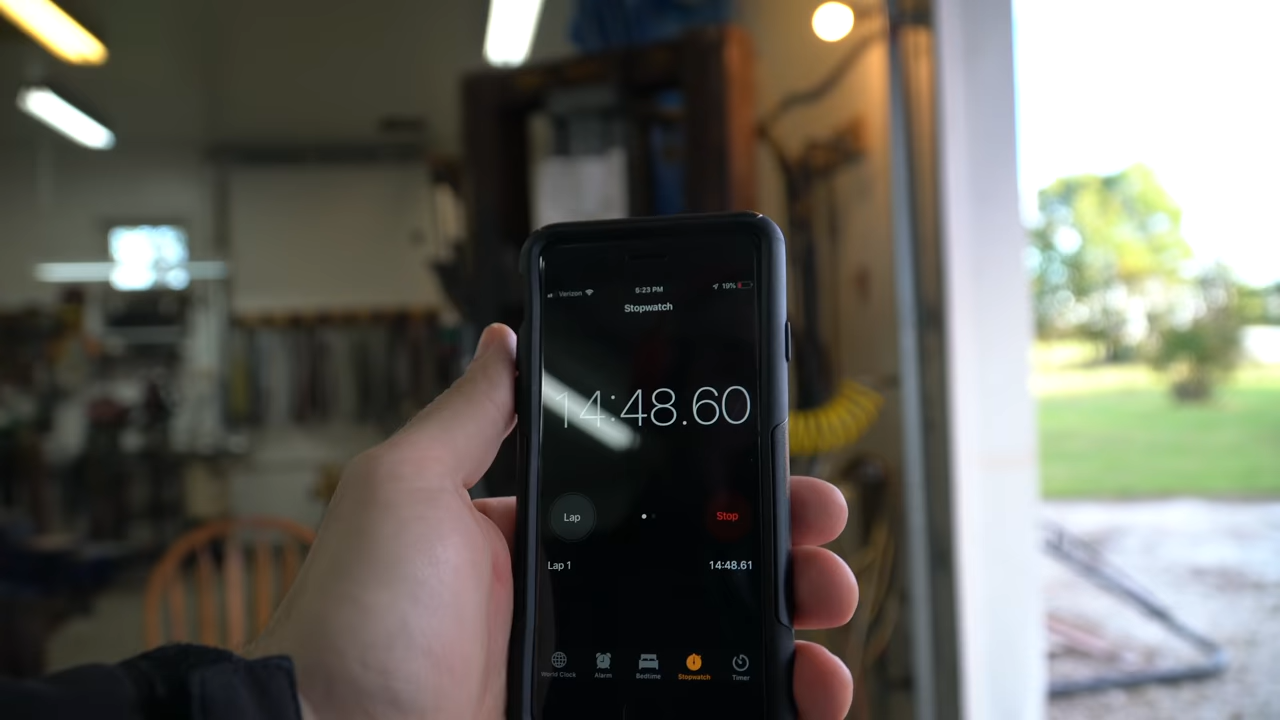 Verizon 5:23 PM 19%
Stopwatch
14:48.60
Lap Stop
Lap 1 14:48.61
World Clock Alarm Bedtime Stopwatch Timer